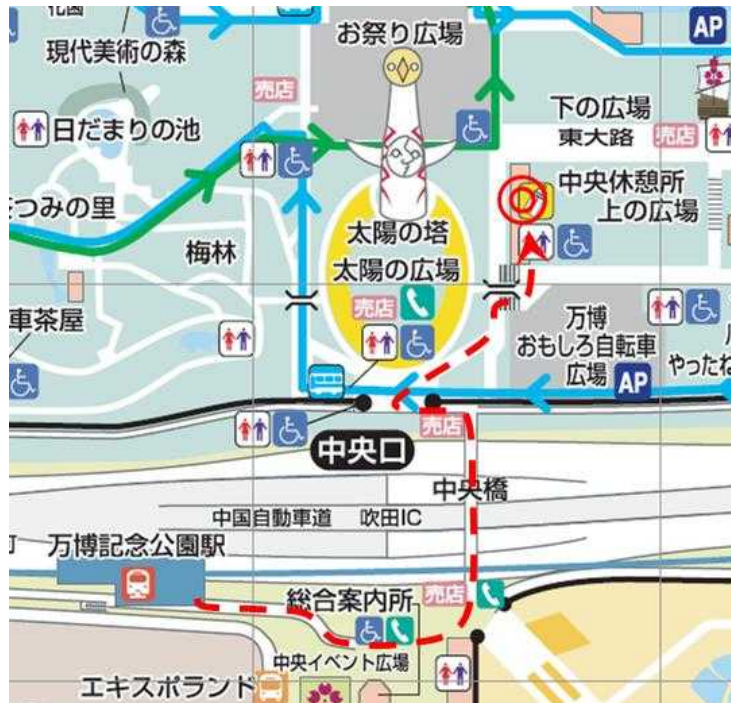 花園
現代美術の森
お祭り広場
AP
売店
下の広場
東大路
売店
日だまりの池
中央休憩所
上の広場
つみの里
梅林
太陽の塔
太陽の広場
売店
車茶屋
万博
おもしろ自転車
広場
AP
やったね
売店
中央口
中央橋
中国自動車道
吹田IC
万博記念公園駅
総合案内所
売店
中央イベント広場
エキスポランド